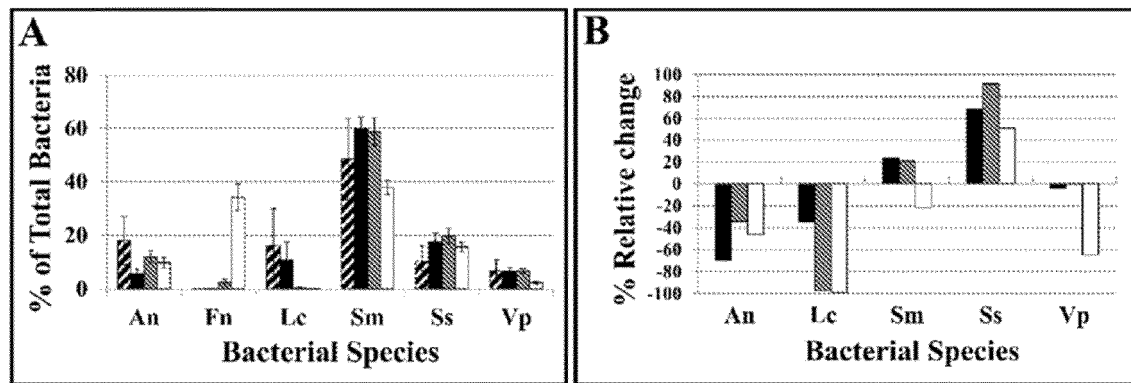 A
% of Total Bacteria
80
60
40
20
0
An Fn Lc Sm Ss Vp
Bacterial Species
B
% Relative change
100
80
60
40
20
0
-20
-40
-60
-80
-100
An Lc Sm Ss Vp
Bacterial Species